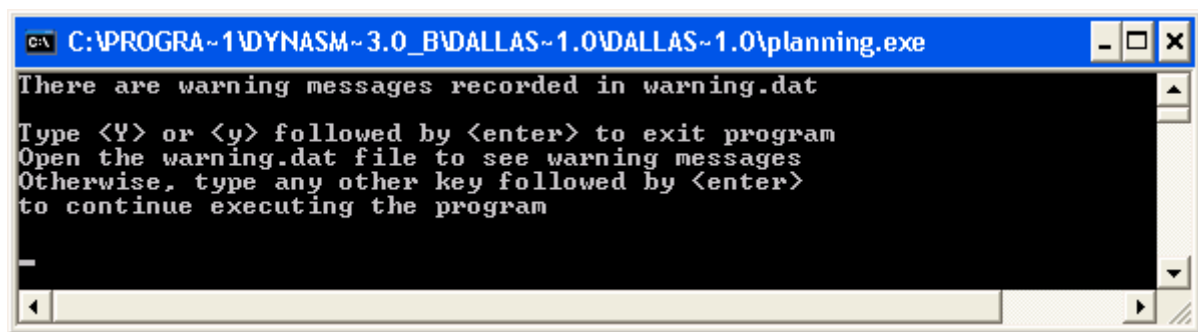 C:\PROGRA~1\DYNASM~3.0_B\DALLAS~1.0\DALLAS~1.0\planning.exe
There are warning messages recorded in warning.dat
Type <Y> or <y> followed by <enter> to exit program
Open the warning.dat file to see warning messages
Otherwise, type any other key followed by <enter>
to continue executing the program